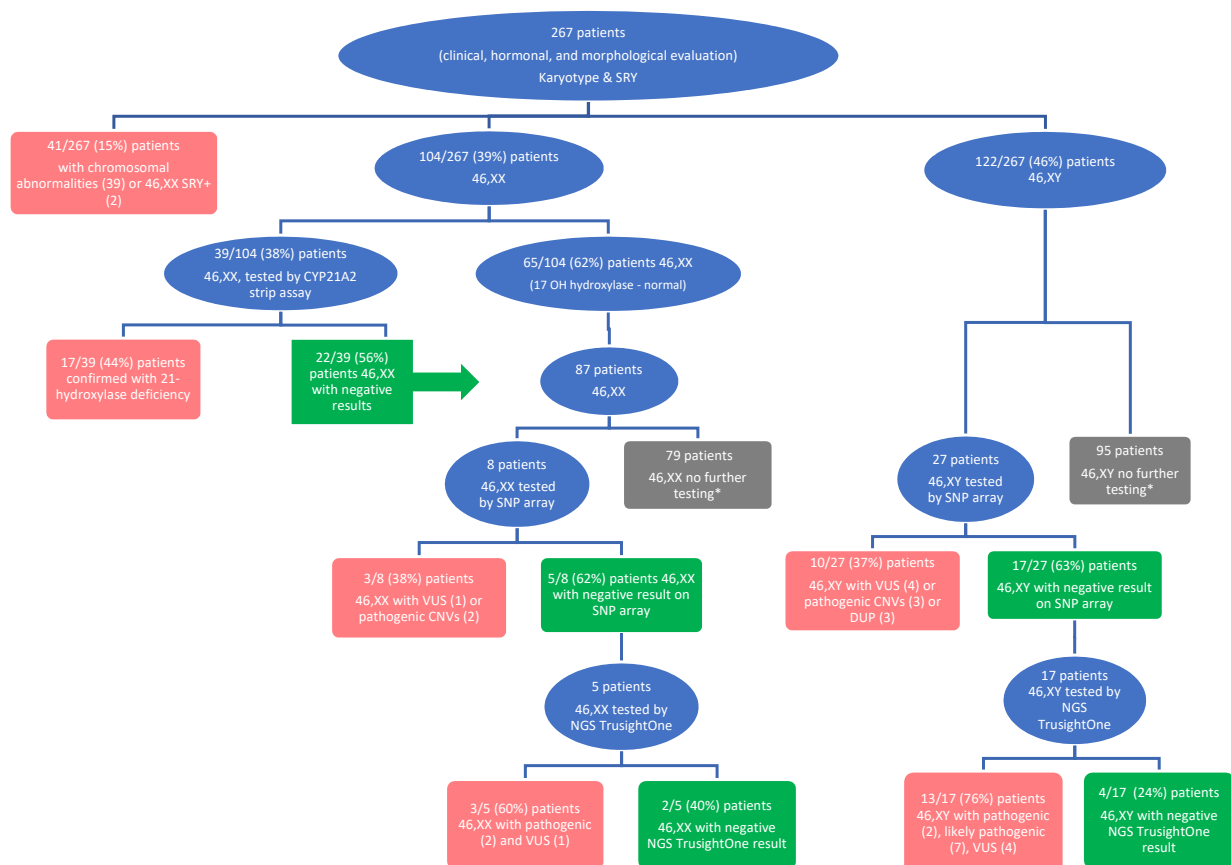 267 patients
(clinical, hormonal, and morphological evaluation)
Karyotype & SRY
41/267 (15%) patients
with chromosomal
abnormalities (39) or 46,XX SRY+
(2)
104/267 (39%) patients
46,XX
122/267 (46%) patients
46,XY
39/104 (38%) patients
46,XX, tested by CYP21A2
strip assay
65/104 (62%) patients 46,XX
(17 OH hydroxylase - normal)
17/39 (44%) patients
confirmed with 21-
hydroxylase deficiency
22/39 (56%)
patients 46,XX
with negative
results
87 patients
46,XX
8 patients
46,XX tested
by SNP array
79 patients
46,XX no further
testing*
27 patients
46,XY tested
by SNP array
95 patients
46,XY no further
testing*
3/8 (38%) patients
46,XX with VUS (1) or
pathogenic CNVs (2)
5/8 (62%) patients 46,XX
with negative result on
SNP array
10/27 (37%) patients
46,XY with VUS (4) or
pathogenic CNVs (3) or
DUP (3)
17/27 (63%) patients
46,XY with negative result
on SNP array
5 patients
46,XX tested by
NGS TrusightOne
17 patients
46,XY tested by
NGS
TrusightOne
3/5 (60%) patients
46,XX with pathogenic
(2) and VUS (1)
2/5 (40%) patients
46,XX with negative
NGS TrusightOne result
13/17 (76%) patients
46,XY with pathogenic
(2), likely pathogenic
(7), VUS (4)
4/17 (24%) patients
46,XY with negative
NGS TrusightOne
result